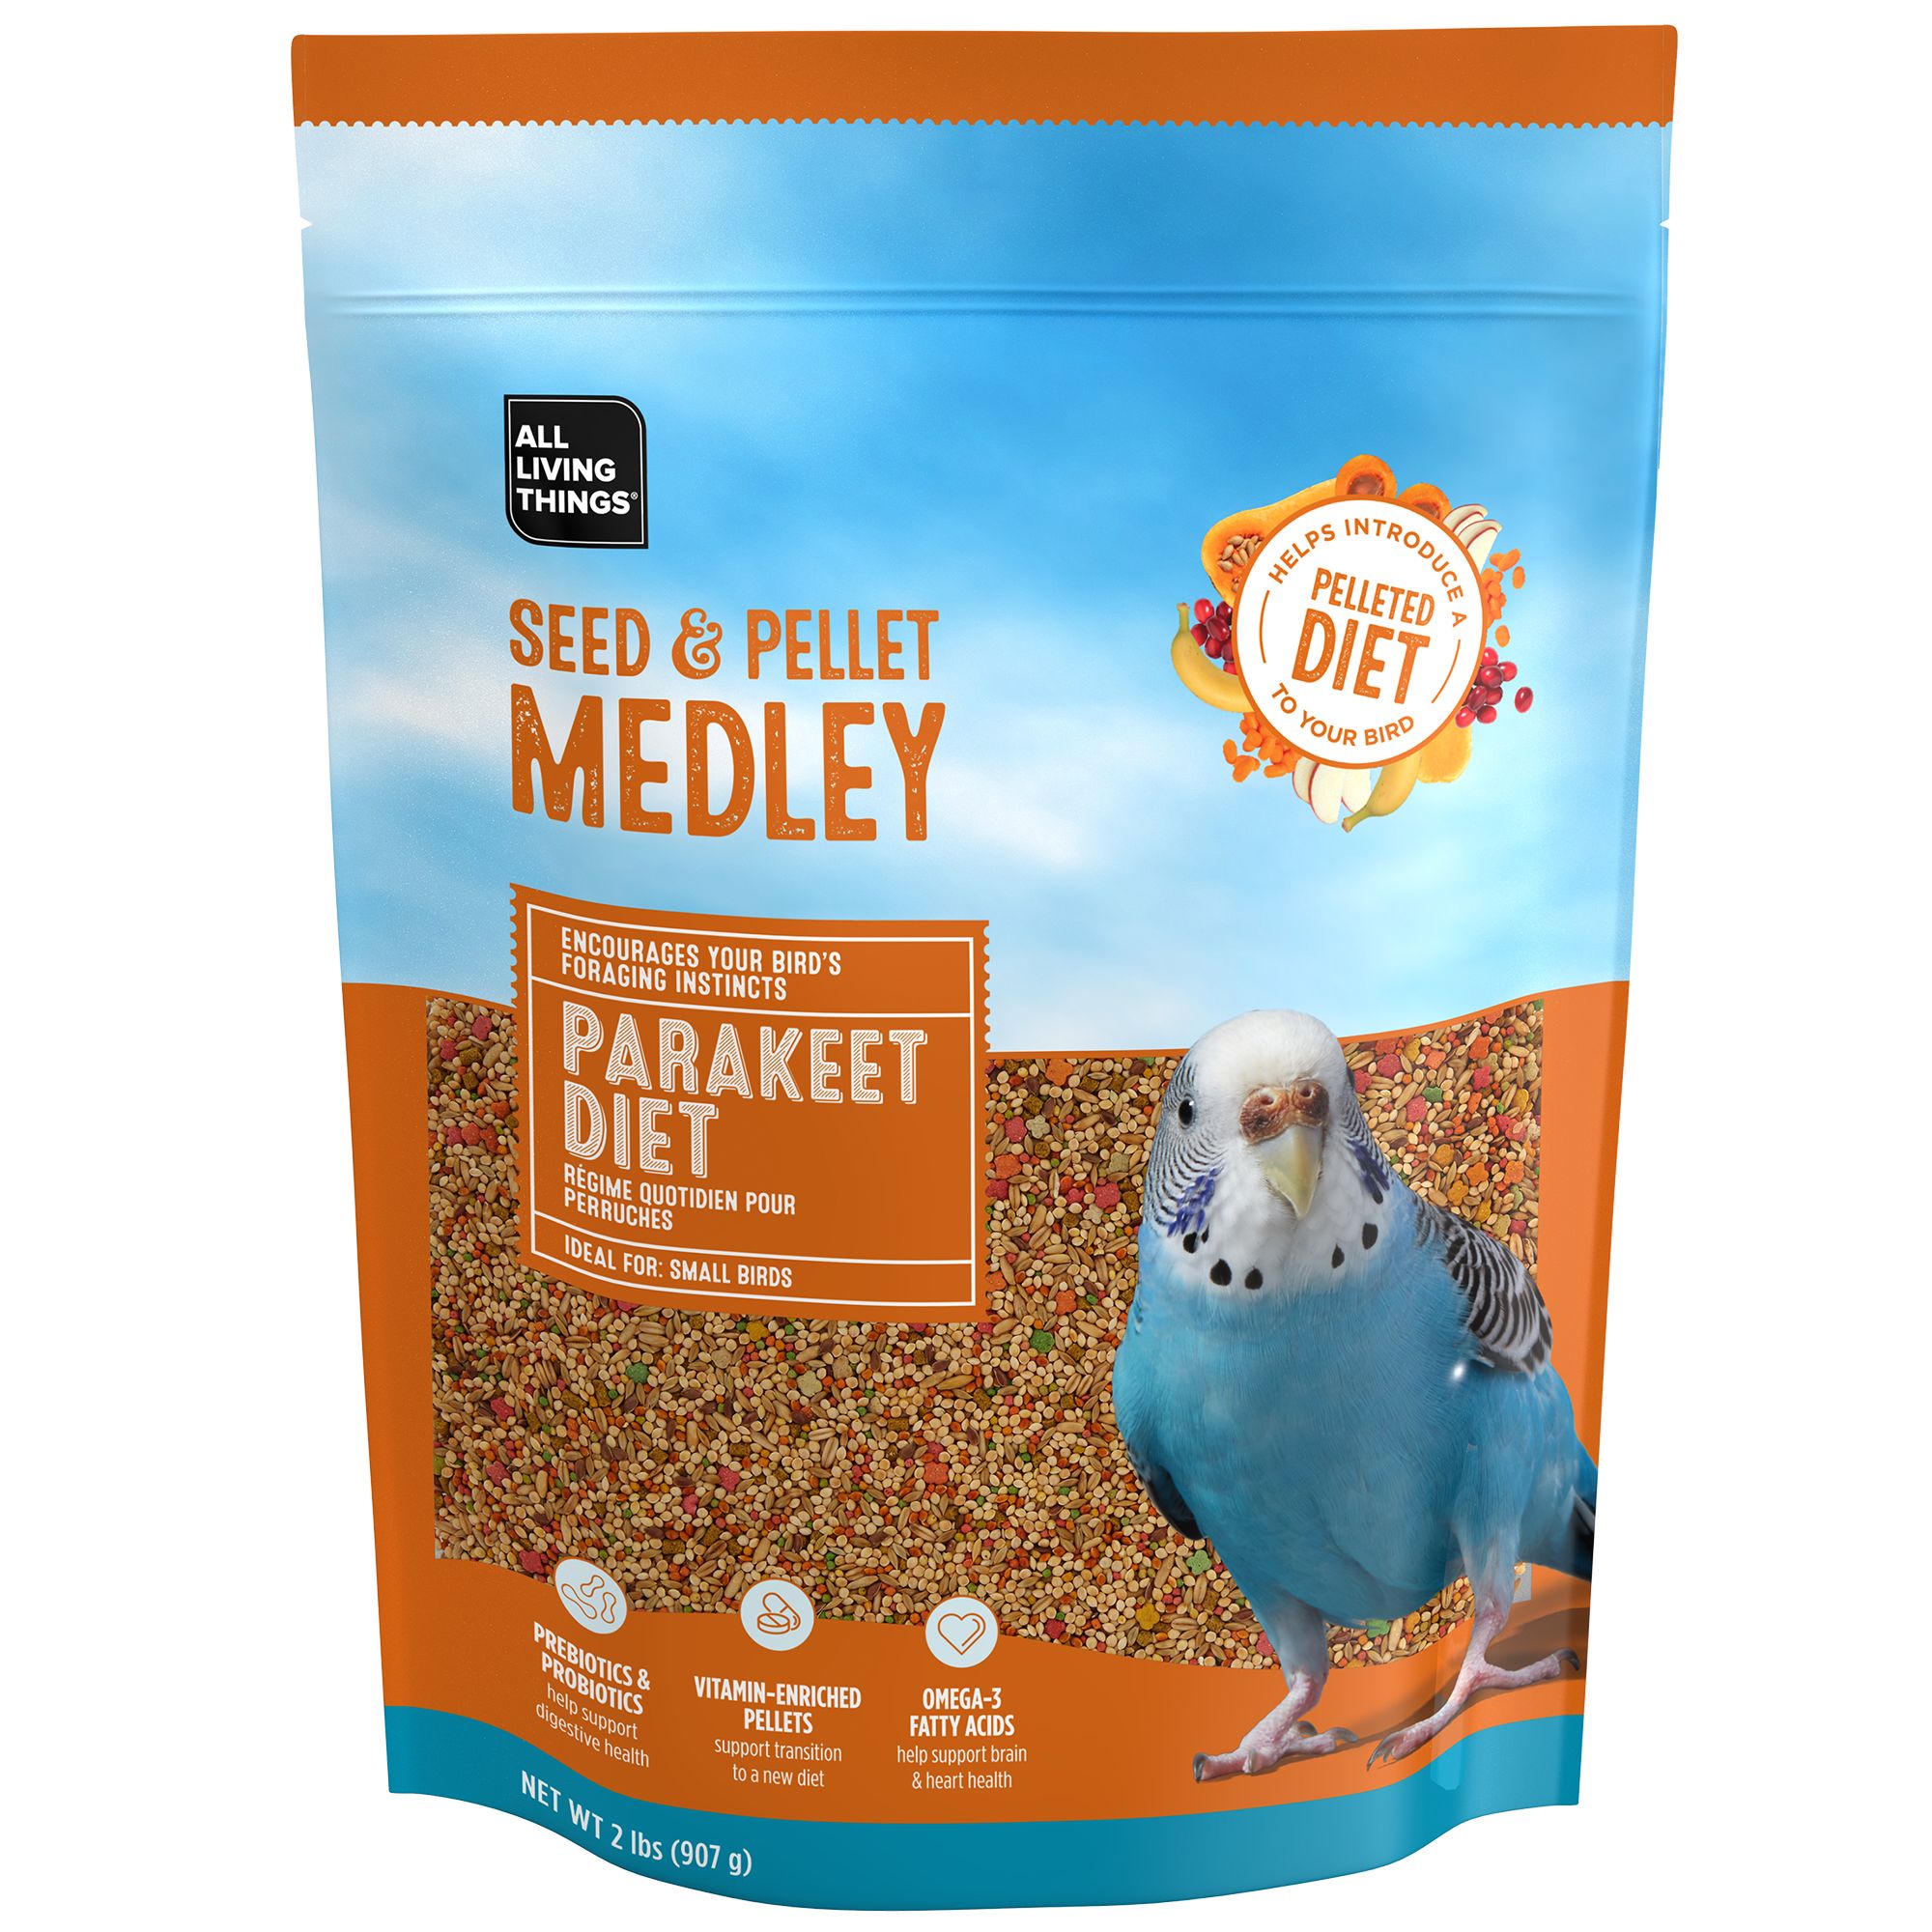 ALL
LIVING
THINGS®
SEED & PELLET
MEDLEY
HELPS INTRODUCE A
PELLETED
DIET
TO YOUR BIRD
ENCOURAGES YOUR BIRD'S
FORAGING INSTINCTS
PARAKEET
DIET
RÉGIME QUOTIDIEN POUR
PERRUCHES
IDEAL FOR: SMALL BIRDS
PREBIOTICS &
PROBIOTICS
help support
digestive health
VITAMIN-ENRICHED
PELLETS
support transition
to a new diet
OMEGA-3
FATTY ACIDS
help support brain
& heart health
NET WT 2 lbs (907 g)